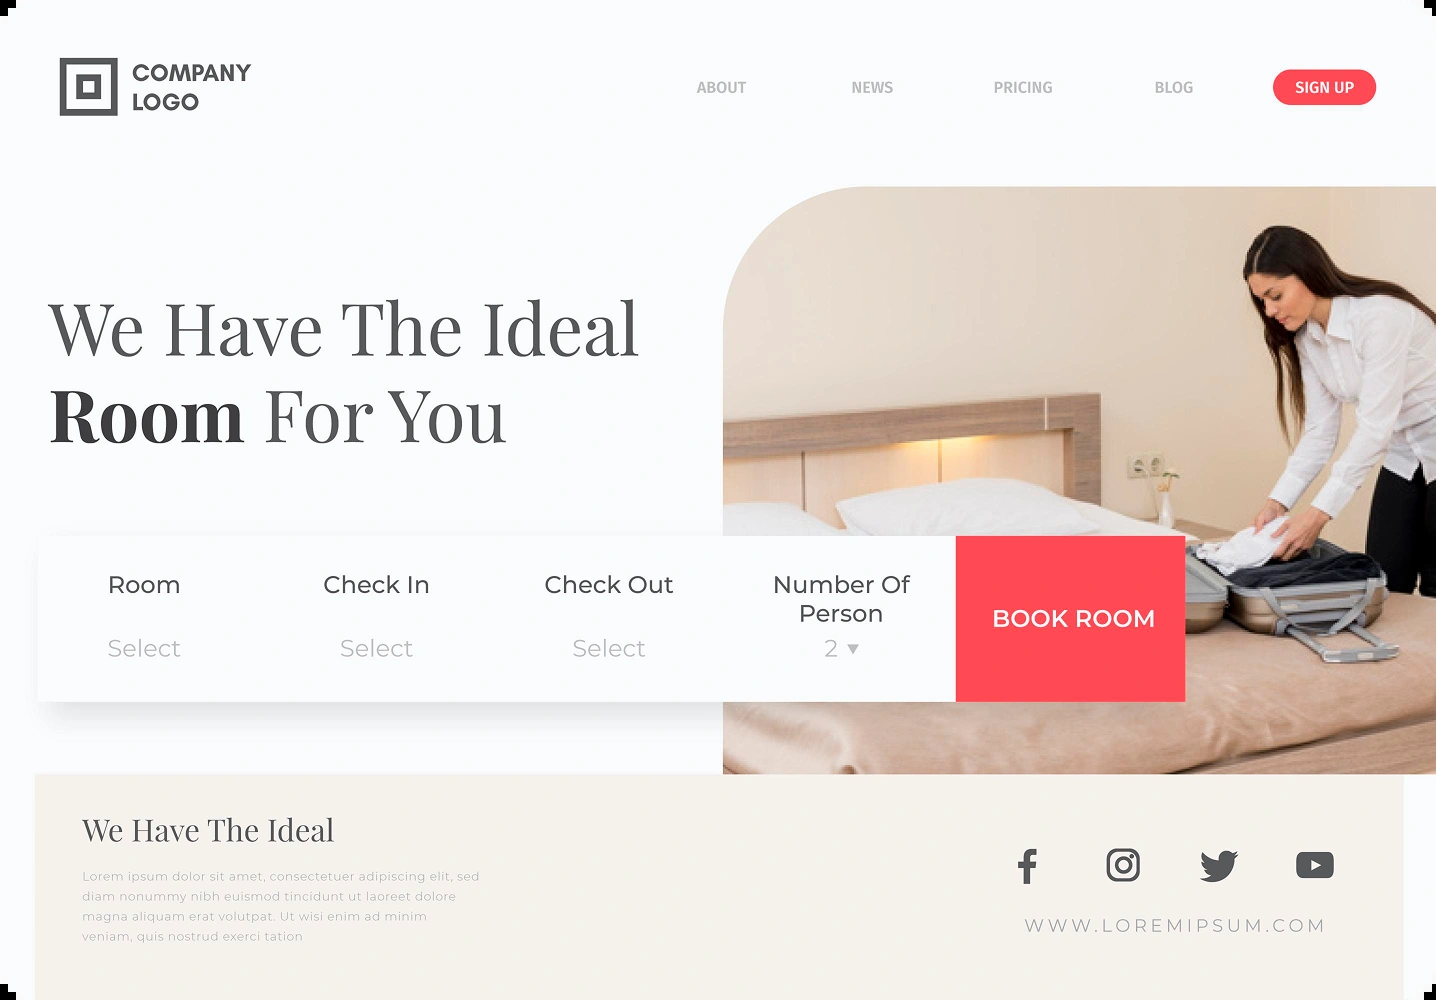 COMPANY
LOGO
ABOUT NEWS PRICING BLOG SIGN UP
We Have The Ideal
Room For You
Room Check In Check Out Number Of
Person
Select Select Select 2 ▼
BOOK ROOM
We Have The Ideal
Lorem ipsum dolor sit amet, consectetuer adipiscing elit, sed
diam nonummy nibh euismod tincidunt ut laoreet dolore
magna aliquam erat volutpat. Ut wisi enim ad minim
veniam, quis nostrud exerci tation
WWW.LOREMIPSUM.COM